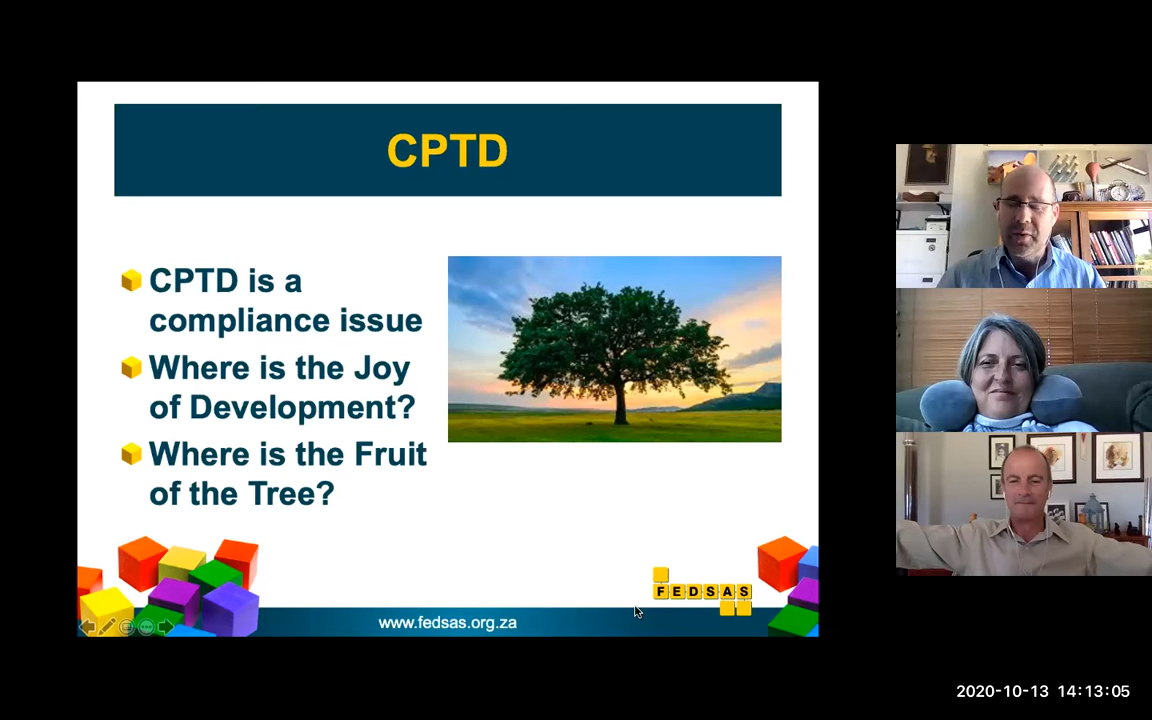 CPTD
CPTD is a
compliance issue
Where is the Joy
of Development?
Where is the Fruit
of the Tree?
FEDSAS
www.fedsas.org.za
2020-10-13 14:13:05